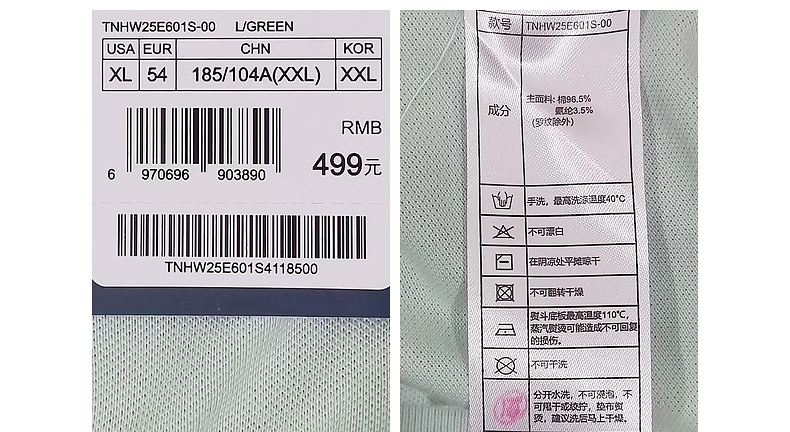 TNHW25E601S-00 L/GREEN
USA EUR CHN KOR
XL 54 185/104A(XXL) XXL
RMB
499元
6 970696 903890
TNHW25E601S4118500
款号 TNHW25E601S-00
成分
主面料: 棉96.5%
氨纶3.5%
(罗纹除外)
手洗，最高洗涤温度40°C
不可漂白
在阴凉处平摊晾干
不可翻转干燥
熨斗底板最高温度110°C，
蒸汽熨烫可能造成不可回复
的损伤。
不可干洗
分开水洗，不可浸泡，不
可甩干或绞拧，垫布熨
烫，建议洗后马上干燥。